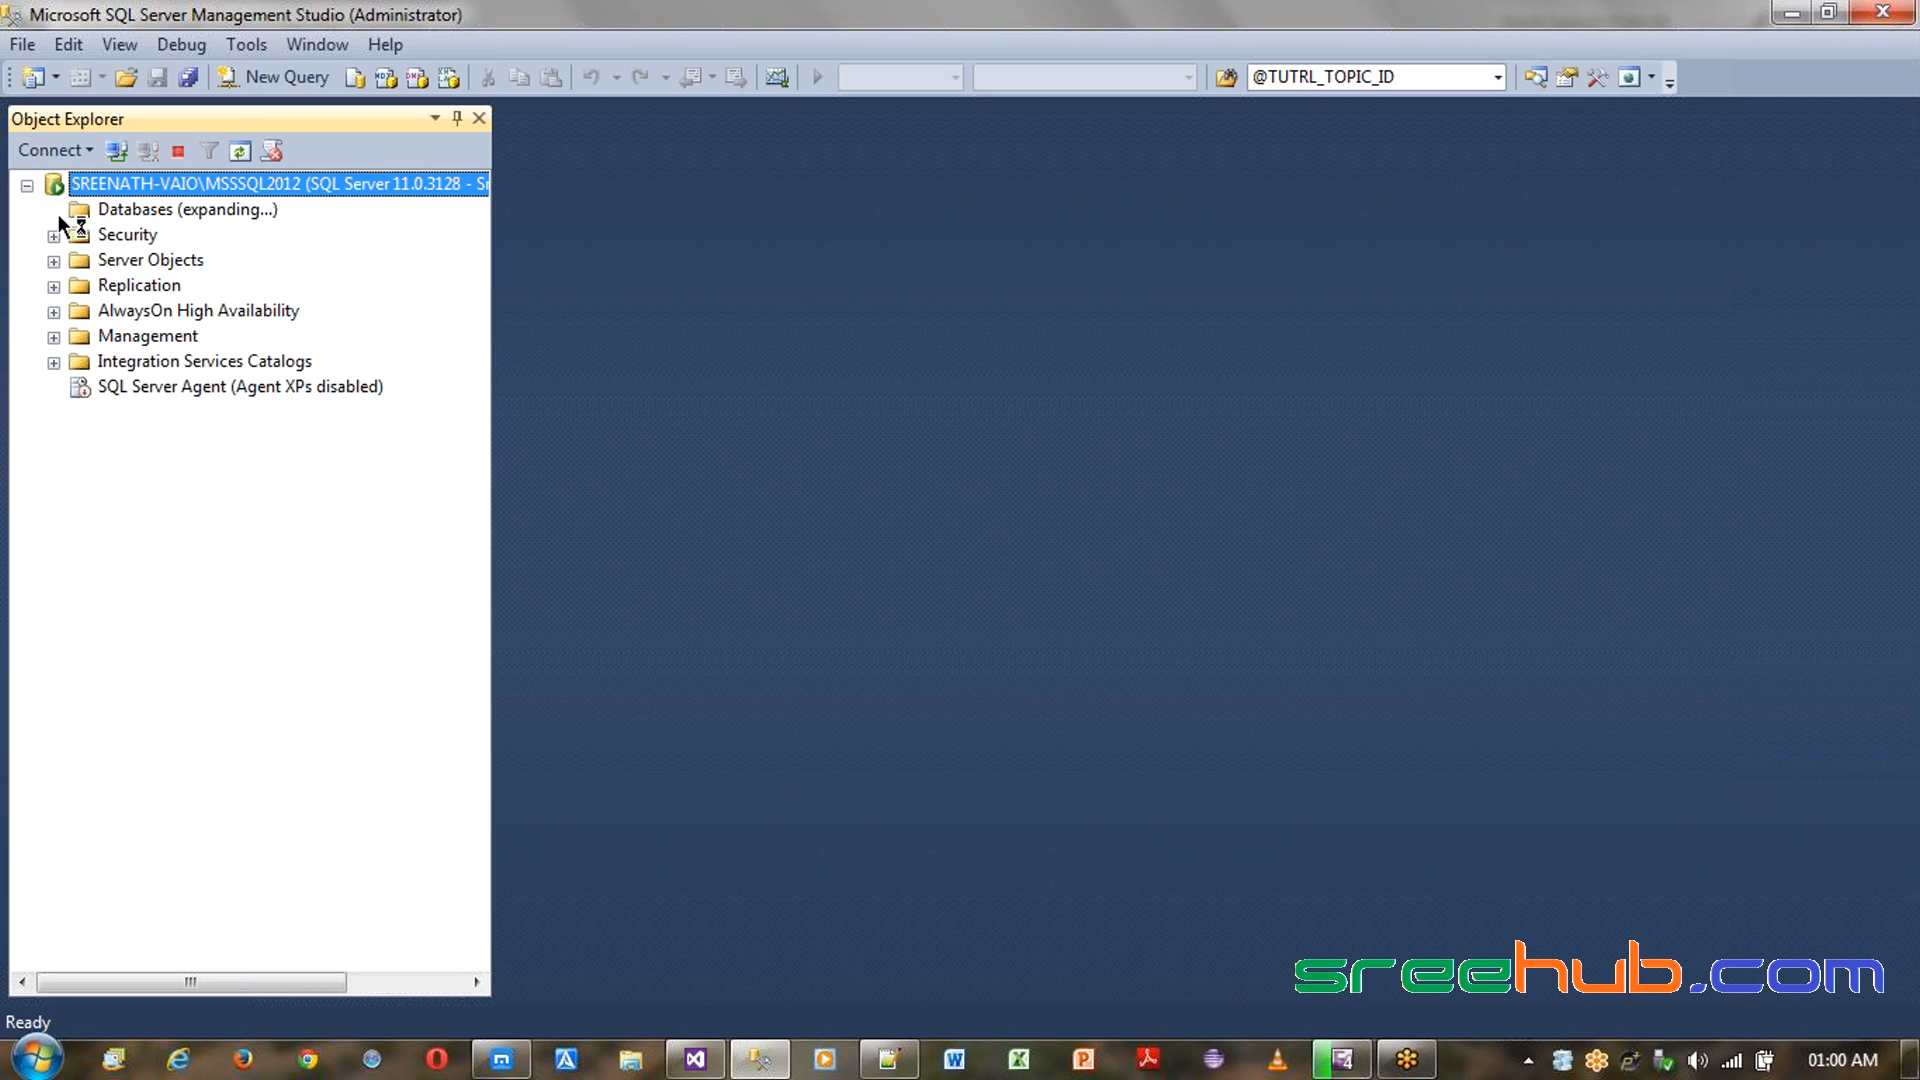 Microsoft SQL Server Management Studio (Administrator)
File Edit View Debug Tools Window Help
New Query @TUTRL_TOPIC_ID
Object Explorer
Connect
SREENATH-VAIO\MSSSQL2012 (SQL Server 11.0.3128 - Sr
Databases (expanding...)
Security
Server Objects
Replication
AlwaysOn High Availability
Management
Integration Services Catalogs
SQL Server Agent (Agent XPs disabled)
sreehub.com
Ready
01:00 AM